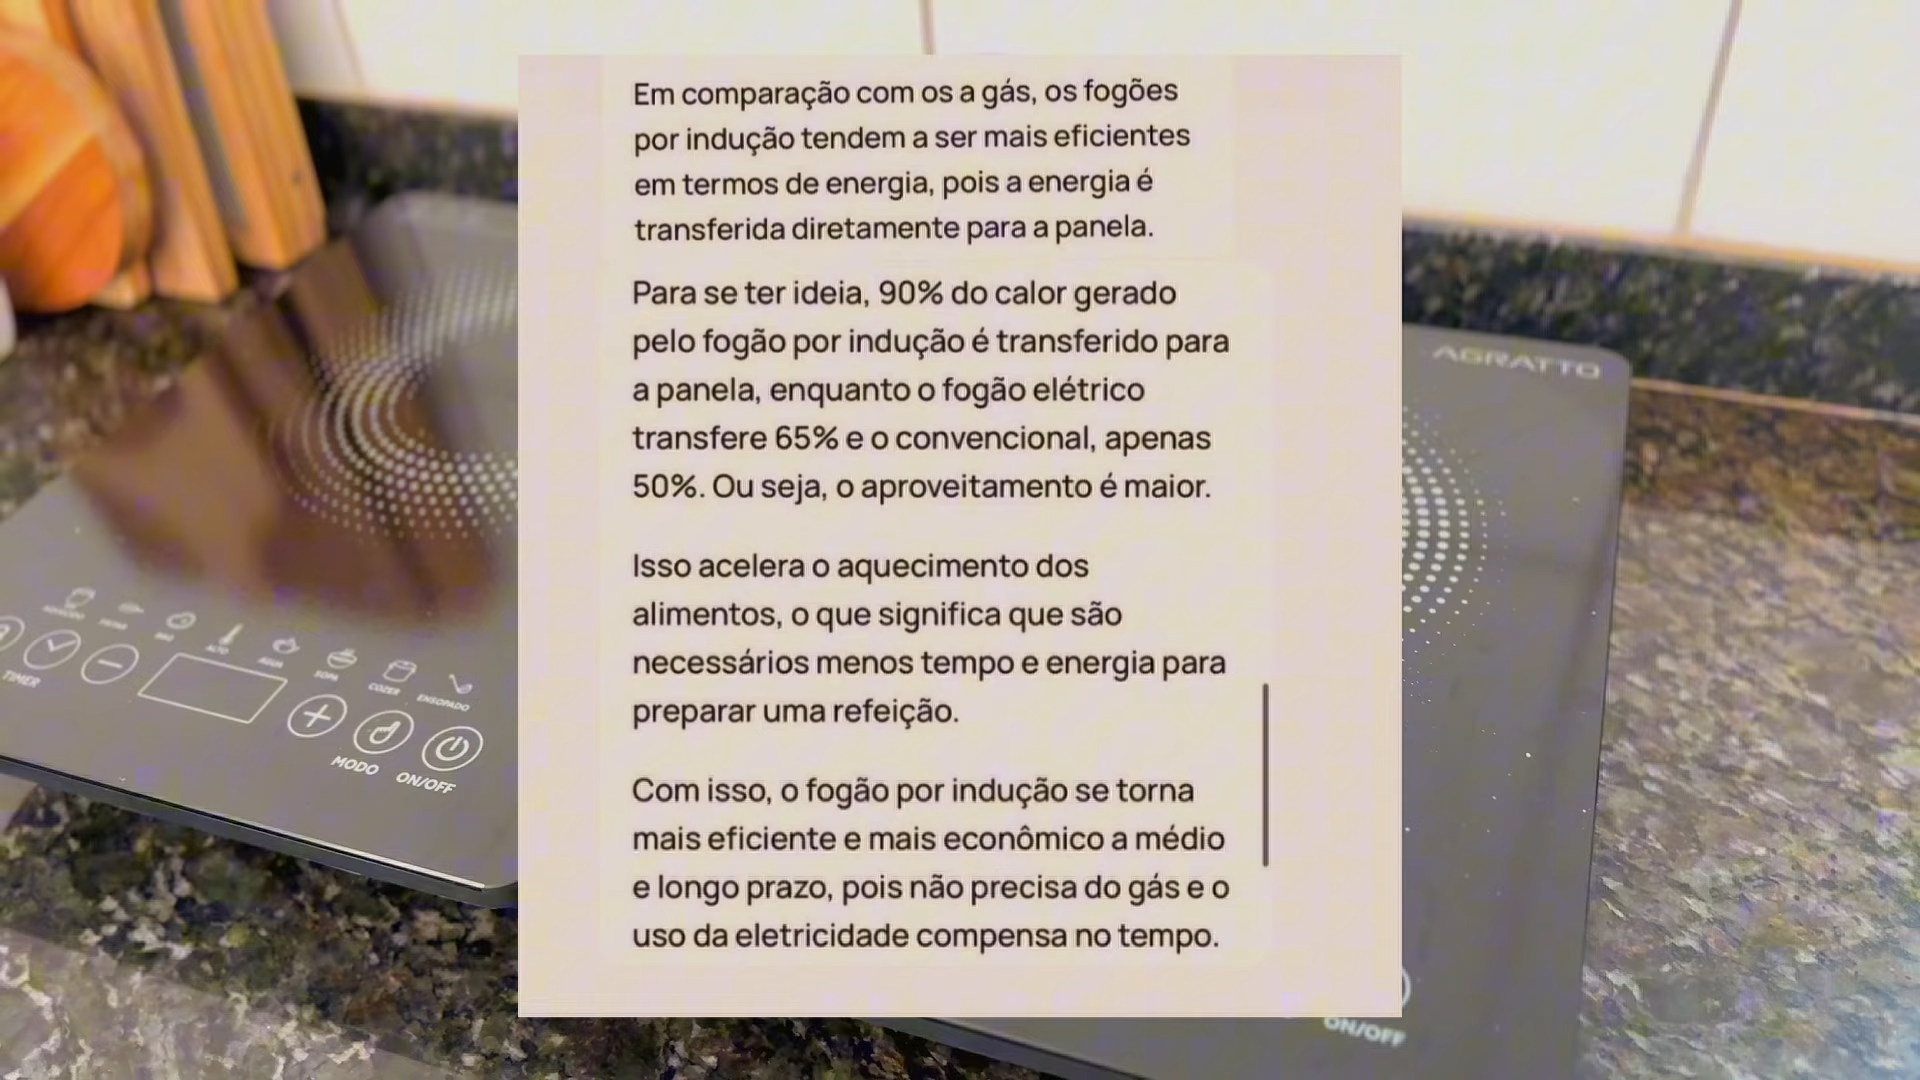 Em comparação com os a gás, os fogões
por indução tendem a ser mais eficientes
em termos de energia, pois a energia é
transferida diretamente para a panela.
Para se ter ideia, 90% do calor gerado
pelo fogão por indução é transferido para
a panela, enquanto o fogão elétrico
transfere 65% e o convencional, apenas
50%. Ou seja, o aproveitamento é maior.
Isso acelera o aquecimento dos
alimentos, o que significa que são
necessários menos tempo e energia para
preparar uma refeição.
Com isso, o fogão por indução se torna
mais eficiente e mais econômico a médio
e longo prazo, pois não precisa do gás e o
uso da eletricidade compensa no tempo.
AGRATTO
ALTO
SOPA
COZER
ENSOPADO
TIMER
MODO
ON/OFF
ON/OFF